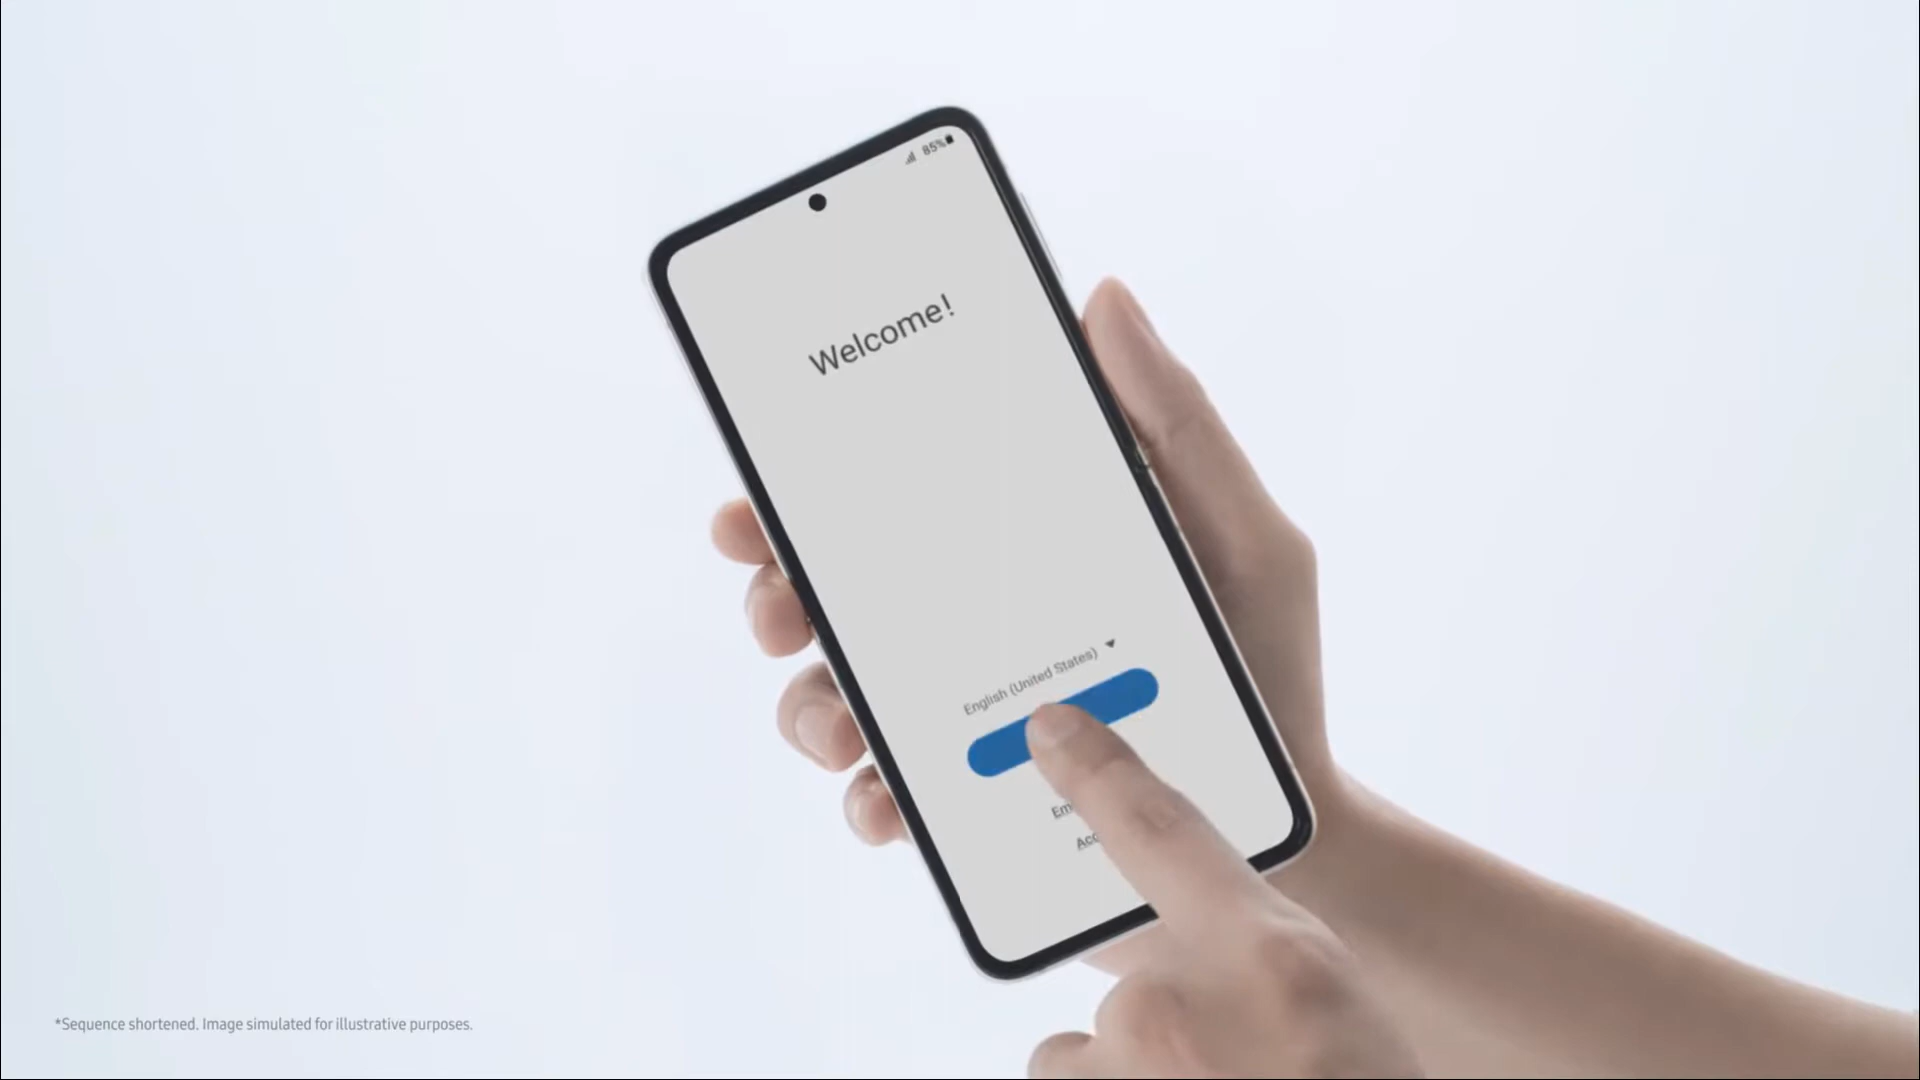 85%
Welcome!
English (United States)
*Sequence shortened. Image simulated for illustrative purposes.